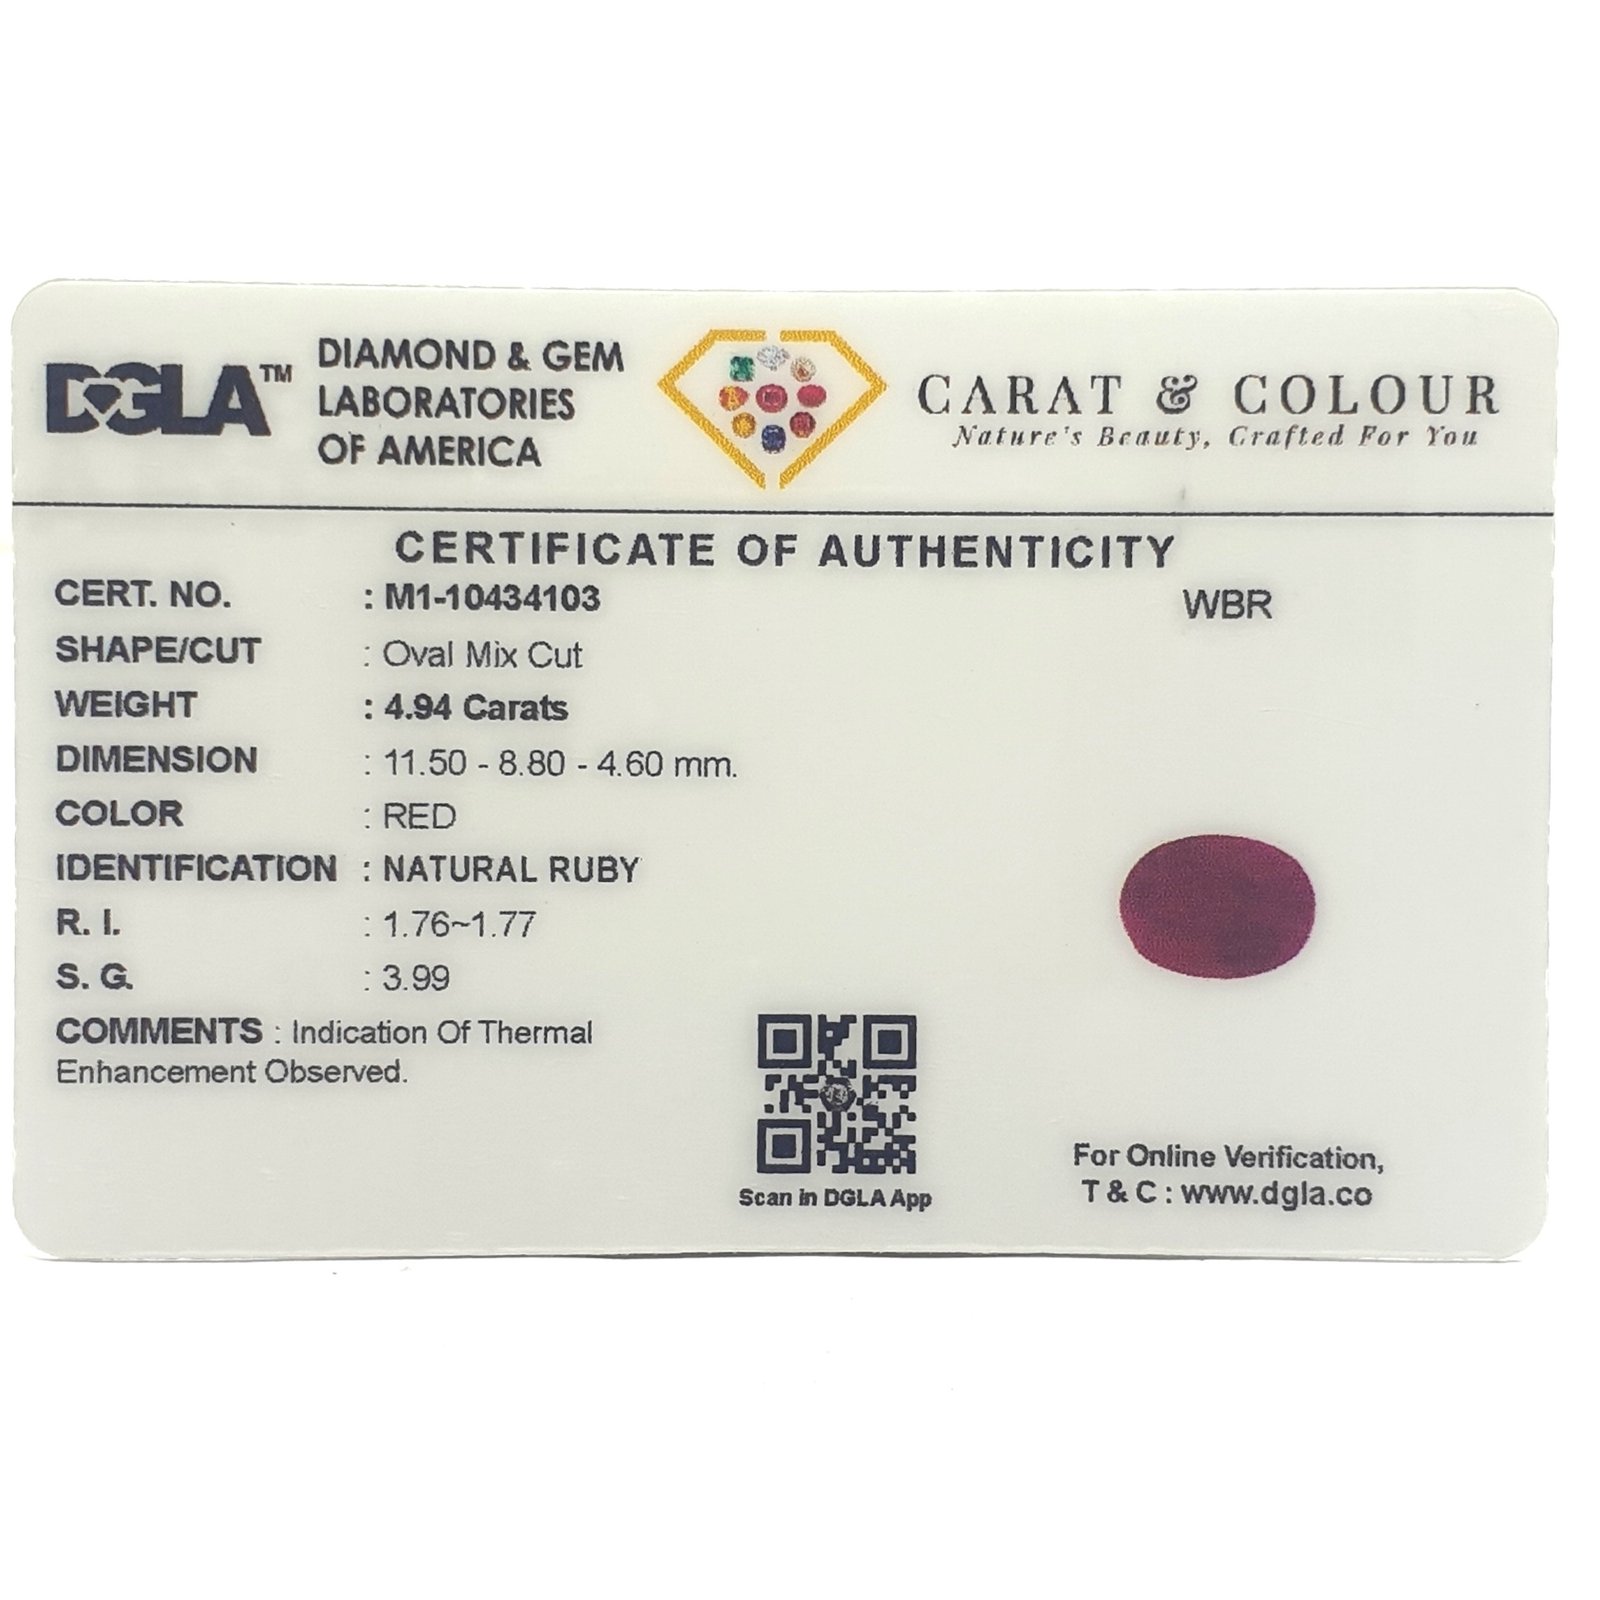 DGLA™
DIAMOND & GEM
LABORATORIES
OF AMERICA
CARAT & COLOUR
Nature's Beauty, Crafted For You
CERTIFICATE OF AUTHENTICITY
CERT. NO. : M1-10434103
WBR
SHAPE/CUT : Oval Mix Cut
WEIGHT : 4.94 Carats
DIMENSION : 11.50 - 8.80 - 4.60 mm.
COLOR : RED
IDENTIFICATION : NATURAL RUBY
R. I. : 1.76~1.77
S. G. : 3.99
COMMENTS : Indication Of Thermal
Enhancement Observed.
Scan in DGLA App
For Online Verification,
T & C : www.dgla.co